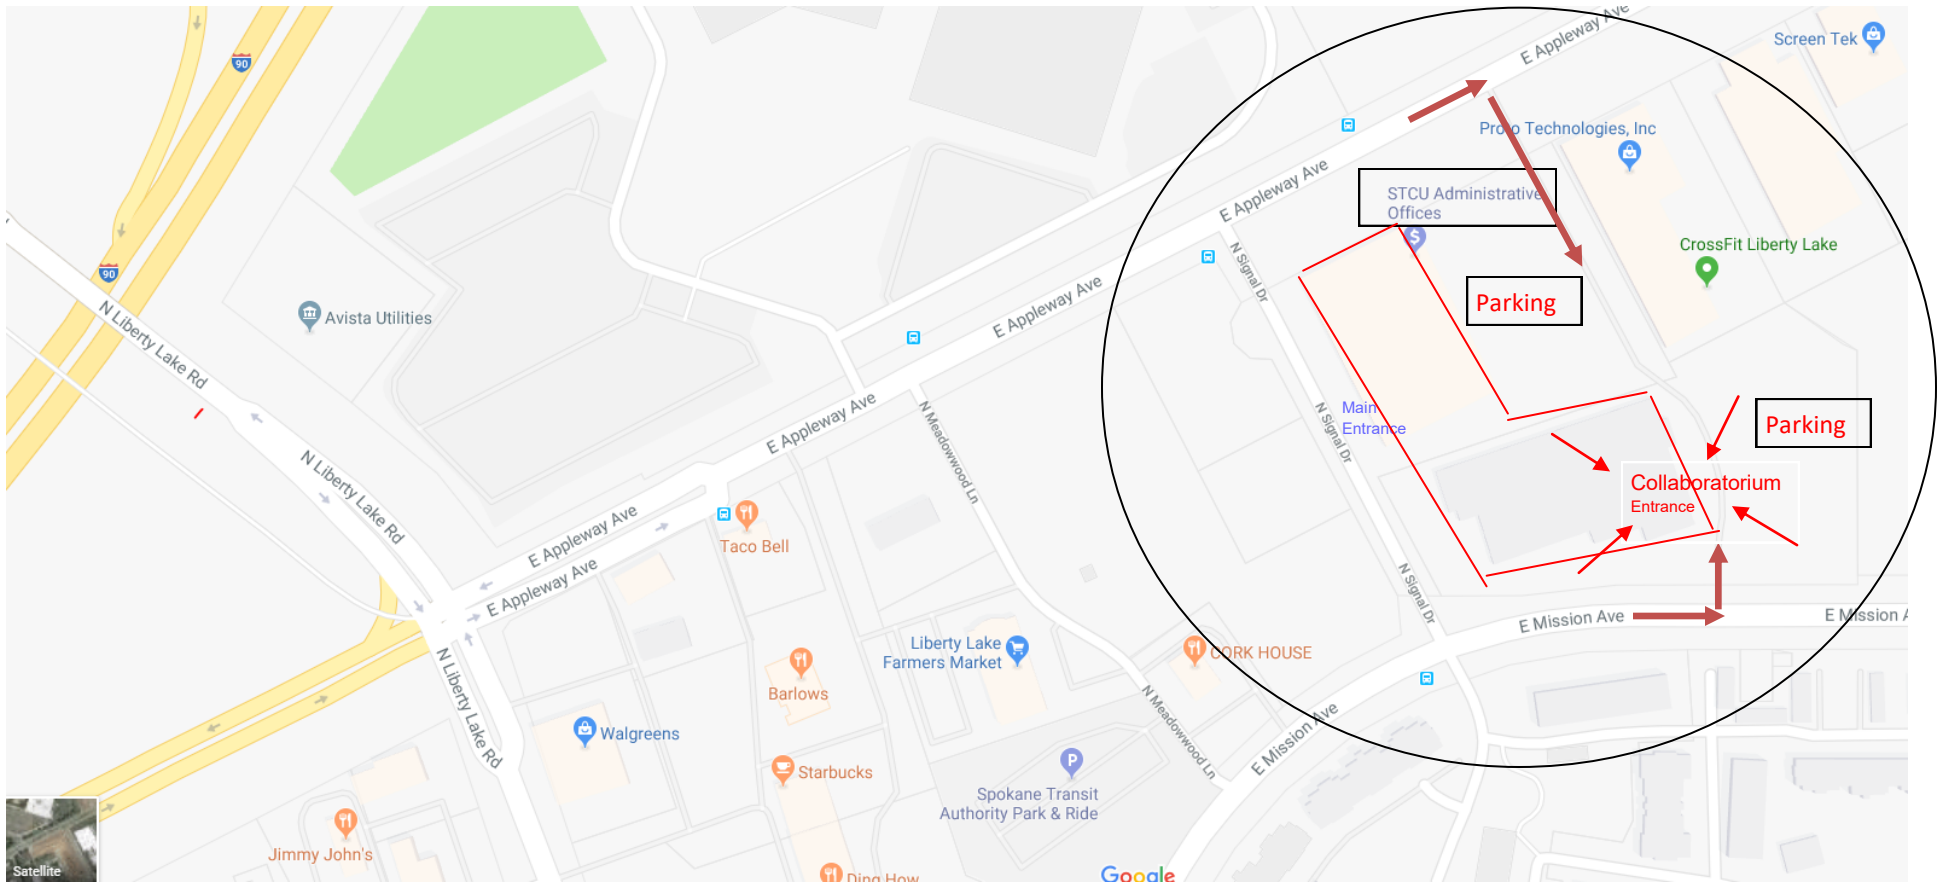 E Appleway Ave
Screen Tek
90
Proto Technologies, Inc
E Appleway Ave
STCU Administrative
Offices
CrossFit Liberty Lake
N Signal Dr
90
Avista Utilities
E Appleway Ave
Parking
N Liberty Lake Rd
E Appleway Ave
N Meadowwood Ln
Main
Entrance
N Signal Dr
Parking
N Liberty Lake Rd
Collaboratorium
Entrance
E Appleway Ave
Taco Bell
E Appleway Ave
N Signal Dr
E Mission Ave
E Mission A
Liberty Lake
Farmers Market
CORK HOUSE
N Liberty Lake Rd
Barlows
N Meadowwood Ln
Walgreens
E Mission Ave
Starbucks
P
Spokane Transit
Authority Park & Ride
Jimmy John's
Satellite
Ding How
Google